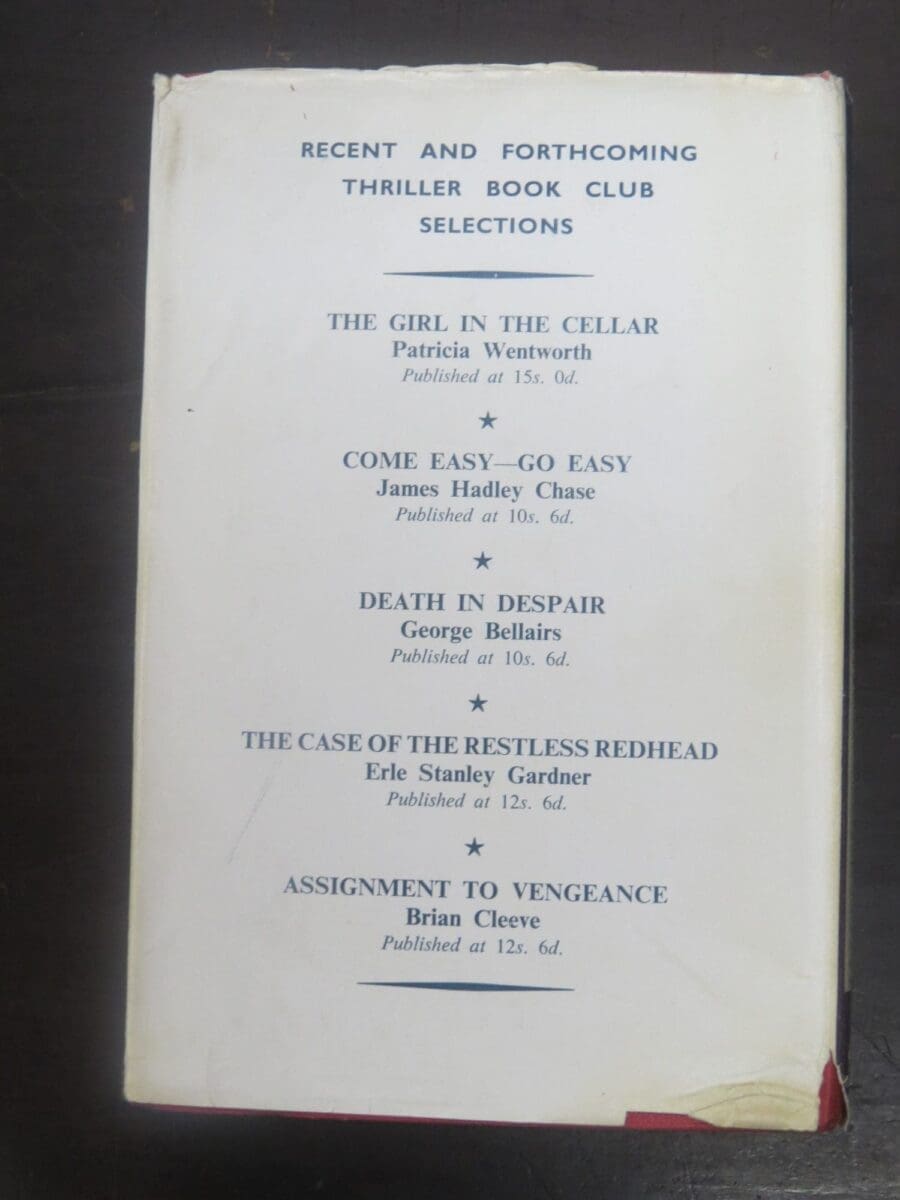 RECENT AND FORTHCOMING
THRILLER BOOK CLUB
SELECTIONS
THE GIRL IN THE CELLAR
Patricia Wentworth
Published at 15s. 0d.
★
COME EASY—GO EASY
James Hadley Chase
Published at 10s. 6d.
★
DEATH IN DESPAIR
George Bellairs
Published at 10s. 6d.
★
THE CASE OF THE RESTLESS REDHEAD
Erle Stanley Gardner
Published at 12s. 6d.
★
ASSIGNMENT TO VENGEANCE
Brian Cleeve
Published at 12s. 6d.